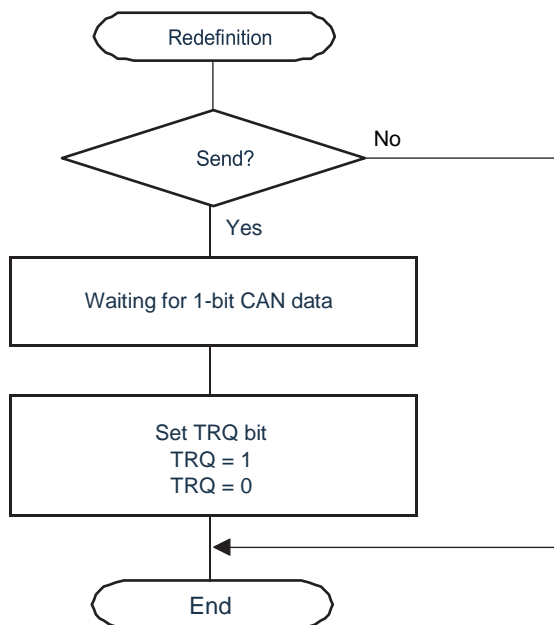 Redefinition
Send?
No
Yes
Waiting for 1-bit CAN data
Set TRQ bit
TRQ = 1
TRQ = 0
End